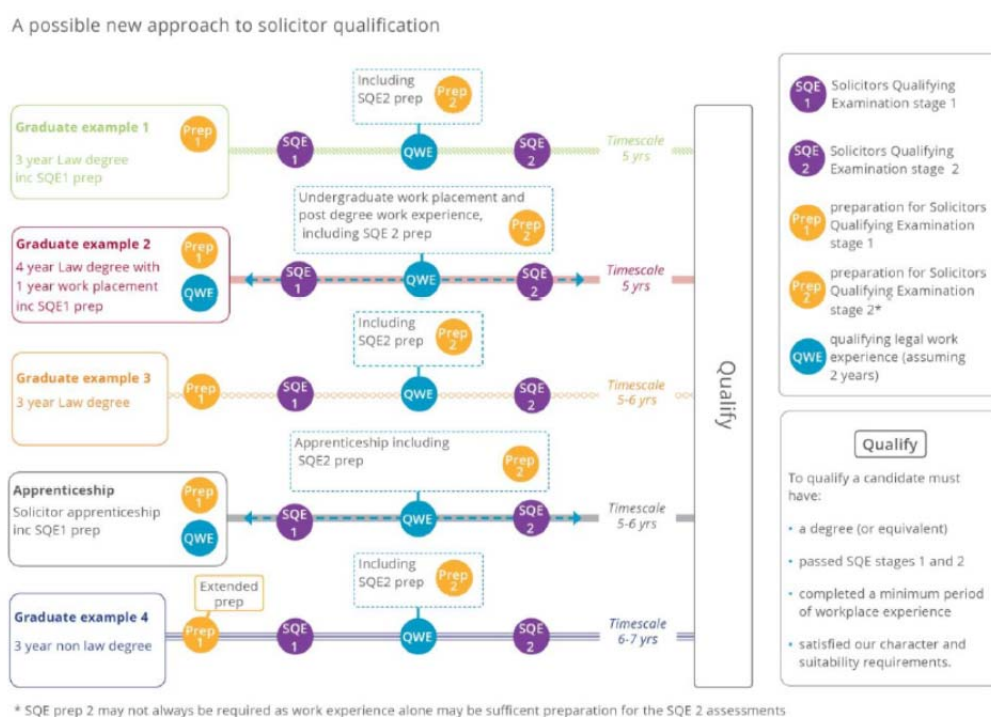 A possible new approach to solicitor qualification
Including
SQE2 prep
Prep
2
Graduate example 1
3 year Law degree
inc SQE1 prep
Prep
1
SQE
1
QWE
SQE
2
Timescale
5 yrs
Undergraduate work placement and
post degree work experience,
including SQE 2 prep
Prep
2
Graduate example 2
4 year Law degree with
1 year work placement
inc SQE1 prep
Prep
1
QWE
SQE
1
QWE
SQE
2
Timescale
5 yrs
Including
SQE2 prep
Prep
2
Graduate example 3
3 year Law degree
Prep
1
SQE
1
QWE
SQE
2
Timescale
5-6 yrs
Apprenticeship including
SQE2 prep
Prep
2
Apprenticeship
Solicitor apprenticeship
inc SQE1 prep
Prep
1
QWE
SQE
1
QWE
SQE
2
Timescale
5-6 yrs
Including
SQE2 prep
Prep
2
Extended
prep
Graduate example 4
3 year non law degree
Prep
1
SQE
1
QWE
SQE
2
Timescale
6-7 yrs
Qualify
SQE
1
Solicitors Qualifying
Examination stage 1
SQE
2
Solicitors Qualifying
Examination stage 2
Prep
1
preparation for Solicitors
Qualifying Examination
stage 1
Prep
2
preparation for Solicitors
Qualifying Examination
stage 2*
QWE
qualifying legal work
experience (assuming
2 years)
Qualify
To qualify a candidate must
have:
• a degree (or equivalent)
• passed SQE stages 1 and 2
• completed a minimum period
of workplace experience
• satisfied our character and
suitability requirements.
* SQE prep 2 may not always be required as work experience alone may be sufficent preparation for the SQE 2 assessments